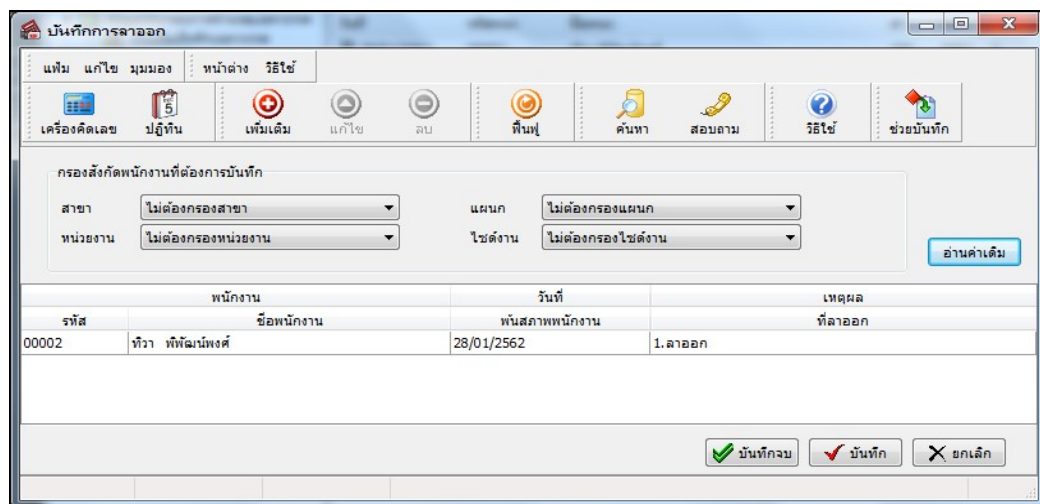 บันทึกการลาออก
แฟ้ม แก้ไข มุมมอง หน้าต่าง วิธีใช้
เครื่องคิดเลข ปฏิทิน เพิ่มเติม แก้ไข ลบ ฟื้นฟู ค้นหา สอบถาม วิธีใช้ ช่วยบันทึก
กรองสังกัดพนักงานที่ต้องการบันทึก
สาขา ไม่ต้องกรองสาขา แผนก ไม่ต้องกรองแผนก
หน่วยงาน ไม่ต้องกรองหน่วยงาน ไซด์งาน ไม่ต้องกรองไซด์งาน
อ่านค่าเดิม
พนักงาน วันที่ เหตุผล
รหัส ชื่อพนักงาน พ้นสภาพพนักงาน ที่ลาออก
00002 ทิวา พิพัฒน์พงศ์ 28/01/2562 1.ลาออก
บันทึกจบ บันทึก ยกเลิก